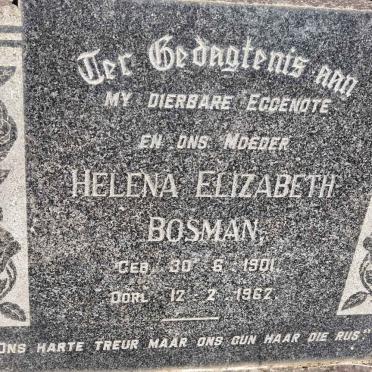 Ter Gedagtenis aan
MY DIERBARE EGGENOTE
EN ONS MOEDER
HELENA ELIZABETH
BOSMAN,
GEB. 30 · 6 · 1901.
OORL. 12 · 2 · 1962.
ONS HARTE TREUR MAAR ONS GUN HAAR DIE RUS."